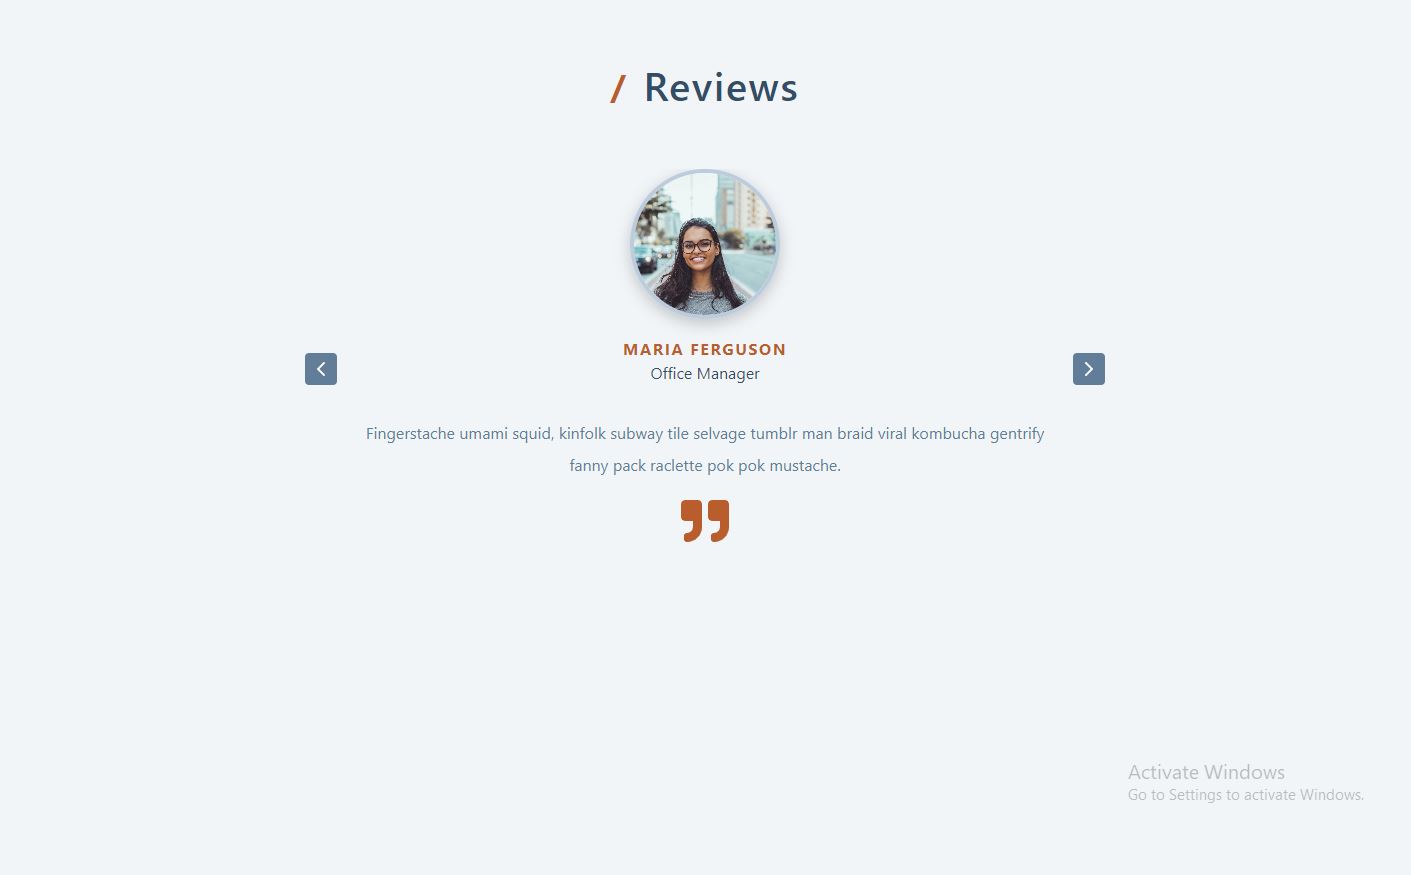 / Reviews
MARIA FERGUSON
Office Manager
Fingerstache umami squid, kinfolk subway tile selvage tumblr man braid viral kombucha gentrify
fanny pack raclette pok pok mustache.
Activate Windows
Go to Settings to activate Windows.